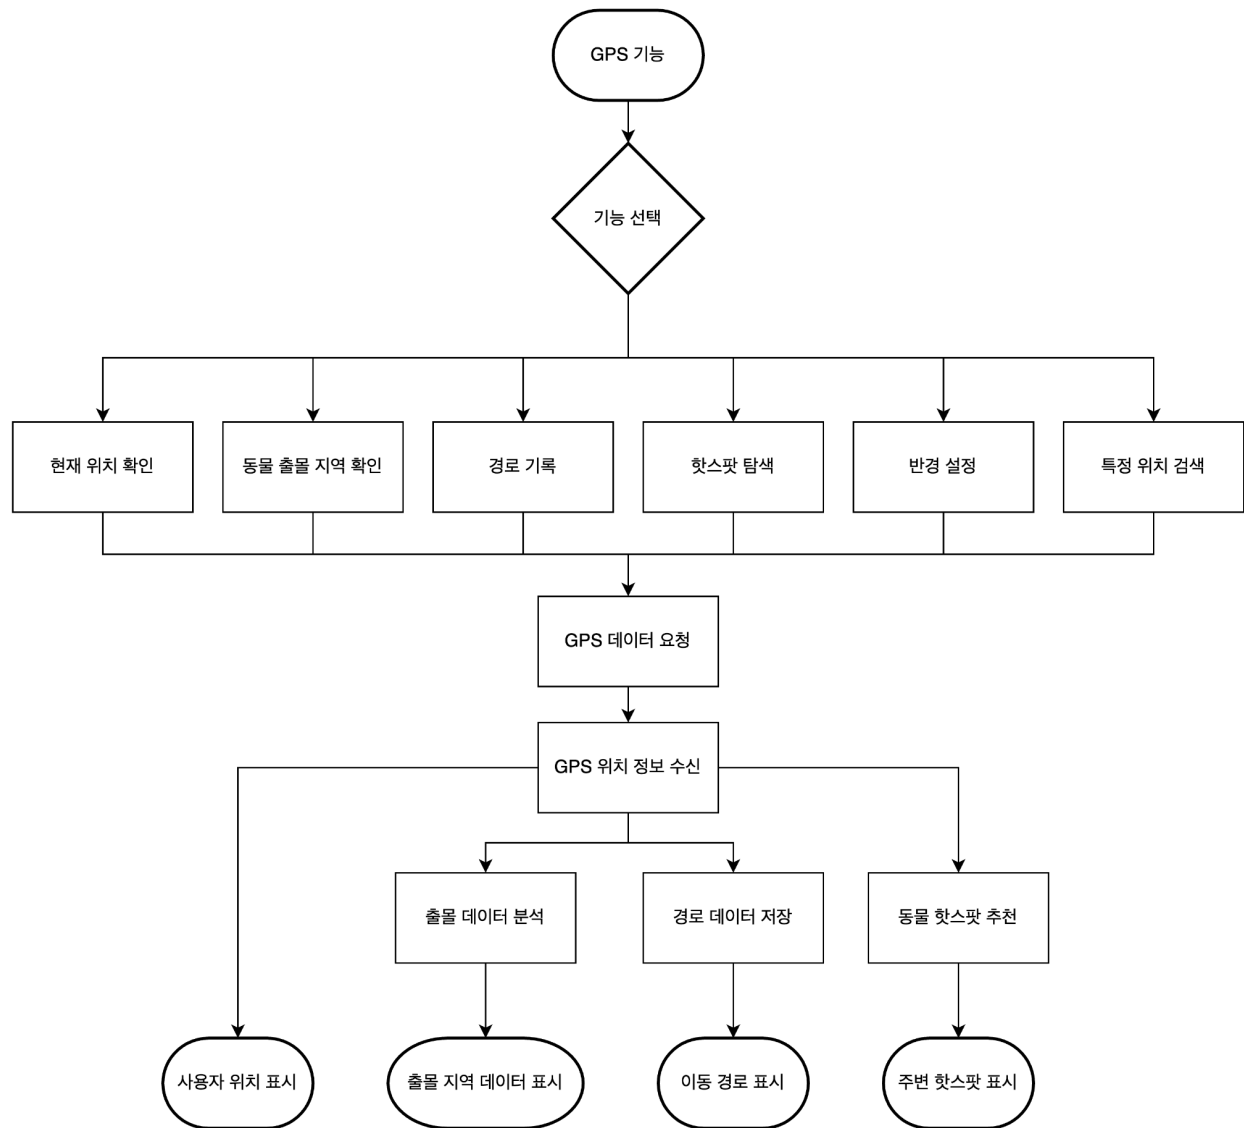 GPS 기능
기능 선택
현재 위치 확인
동물 출몰 지역 확인
경로 기록
핫스팟 탐색
반경 설정
특정 위치 검색
GPS 데이터 요청
GPS 위치 정보 수신
출몰 데이터 분석
경로 데이터 저장
동물 핫스팟 추천
사용자 위치 표시
출몰 지역 데이터 표시
이동 경로 표시
주변 핫스팟 표시